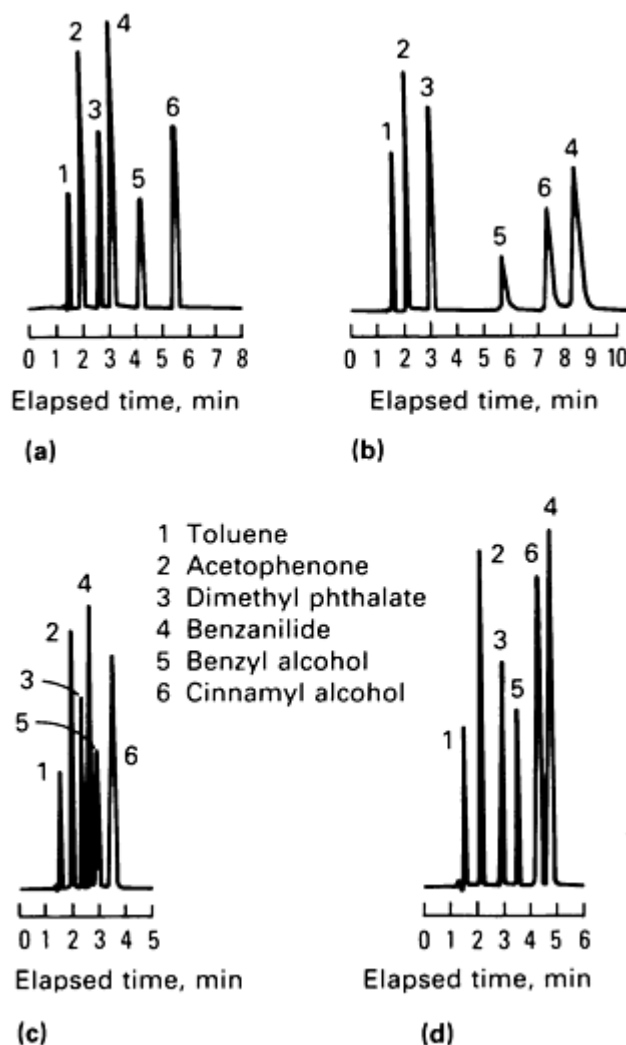 2
4
3
6
1
5
0 1 2 3 4 5 6 7 8
Elapsed time, min
(a)
2
3
1
4
6
5
0 1 2 3 4 5 6 7 8 9 10
Elapsed time, min
(b)
1 Toluene
2 Acetophenone
3 Dimethyl phthalate
4 Benzanilide
5 Benzyl alcohol
6 Cinnamyl alcohol
4
2
3
5
1
6
0 1 2 3 4 5
Elapsed time, min
(c)
4
2
6
3
5
1
0 1 2 3 4 5 6
Elapsed time, min
(d)